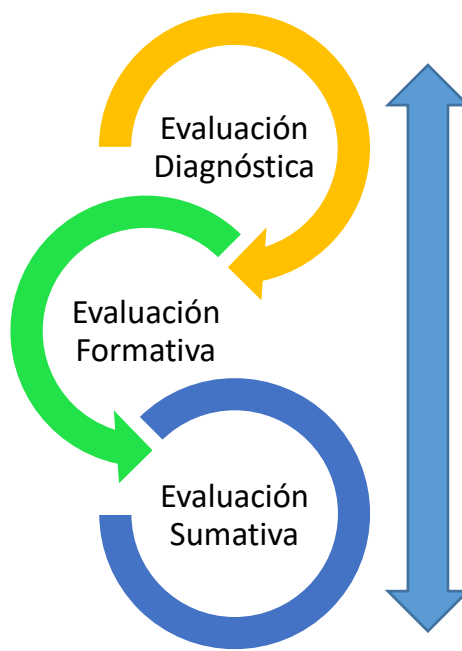 Evaluación
Diagnóstica
Evaluación
Formativa
Evaluación
Sumativa